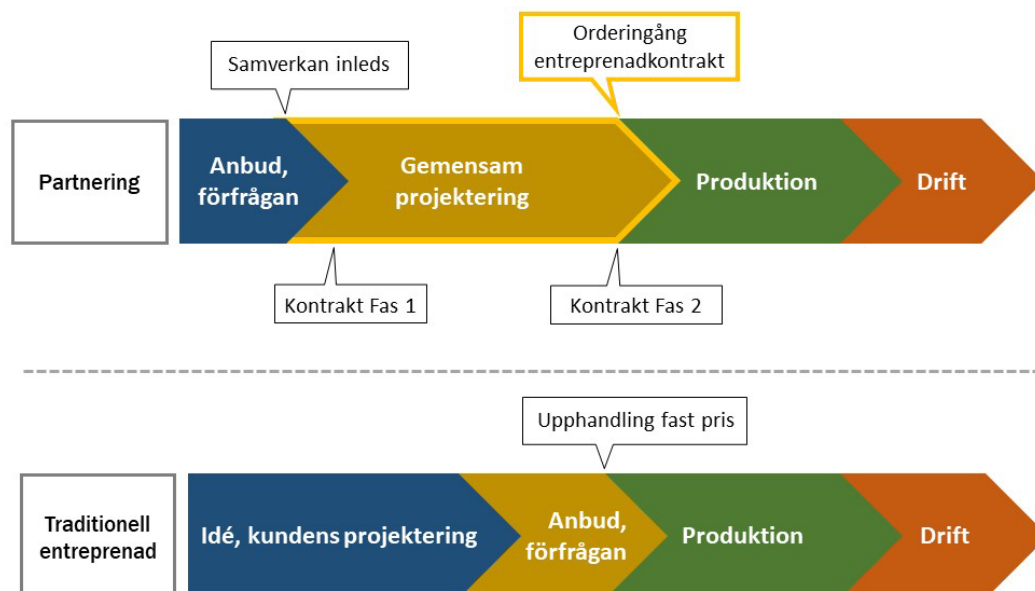 Samverkan inleds
Orderingång
entreprenadkontrakt
Partnering
Anbud,
förfrågan
Gemensam
projektering
Produktion
Drift
Kontrakt Fas 1
Kontrakt Fas 2
Upphandling fast pris
Traditionell
entreprenad
Idé, kundens projektering
Anbud,
förfrågan
Produktion
Drift